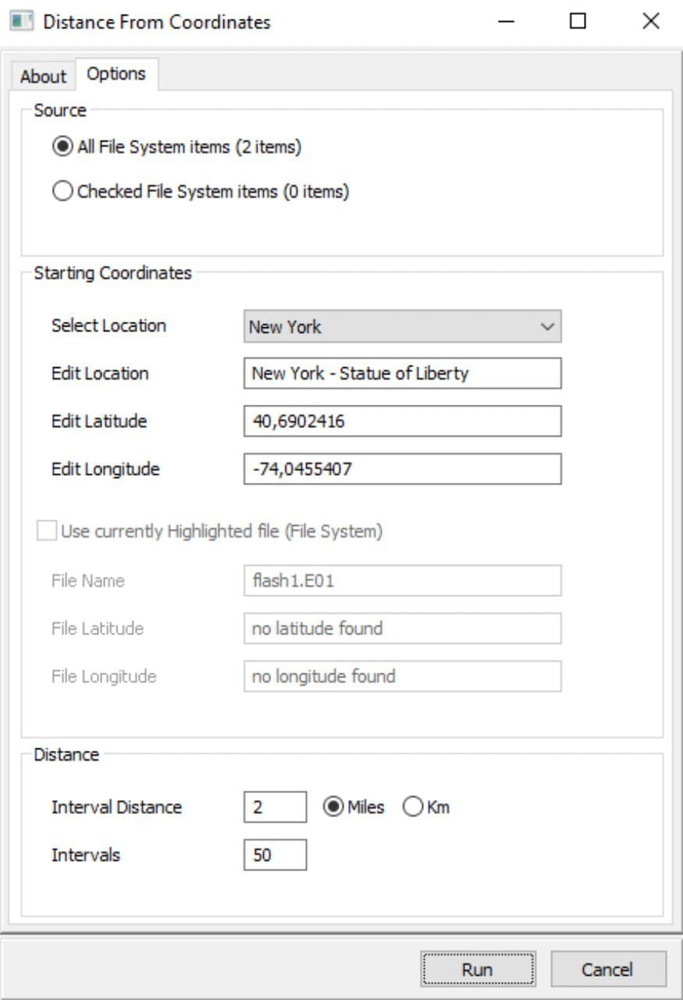 Distance From Coordinates
About Options
Source
All File System items (2 items)
Checked File System items (0 items)
Starting Coordinates
Select Location New York
Edit Location New York - Statue of Liberty
Edit Latitude 40,6902416
Edit Longitude -74,0455407
Use currently Highlighted file (File System)
File Name flash1.E01
File Latitude no latitude found
File Longitude no longitude found
Distance
Interval Distance 2 Miles Km
Intervals 50
Run Cancel